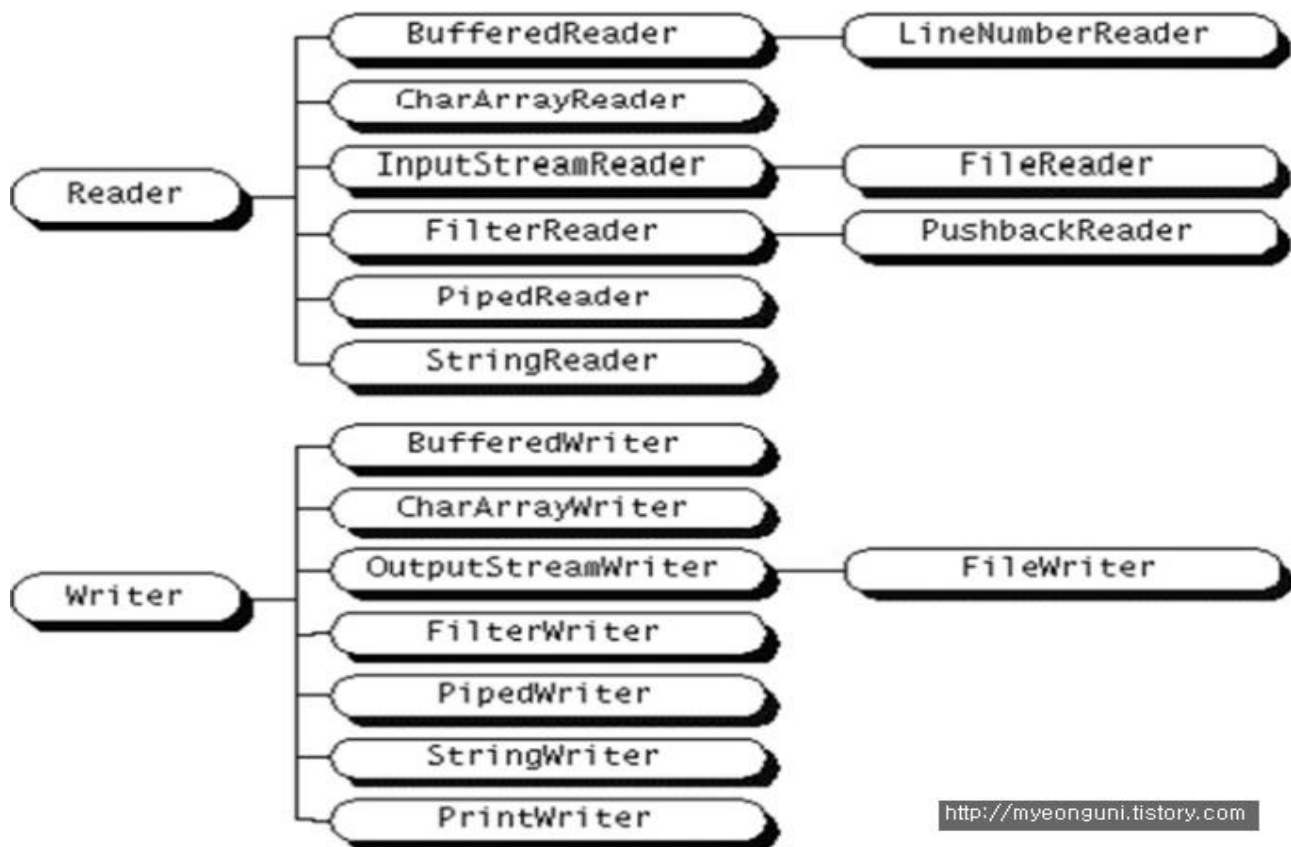 BufferedReader
LineNumberReader
CharArrayReader
InputStreamReader
FileReader
Reader
FilterReader
PushbackReader
PipedReader
StringReader
BufferedWriter
CharArrayWriter
OutputStreamWriter
FileWriter
Writer
FilterWriter
PipedWriter
StringWriter
PrintWriter
http://myeonguni.tistory.com